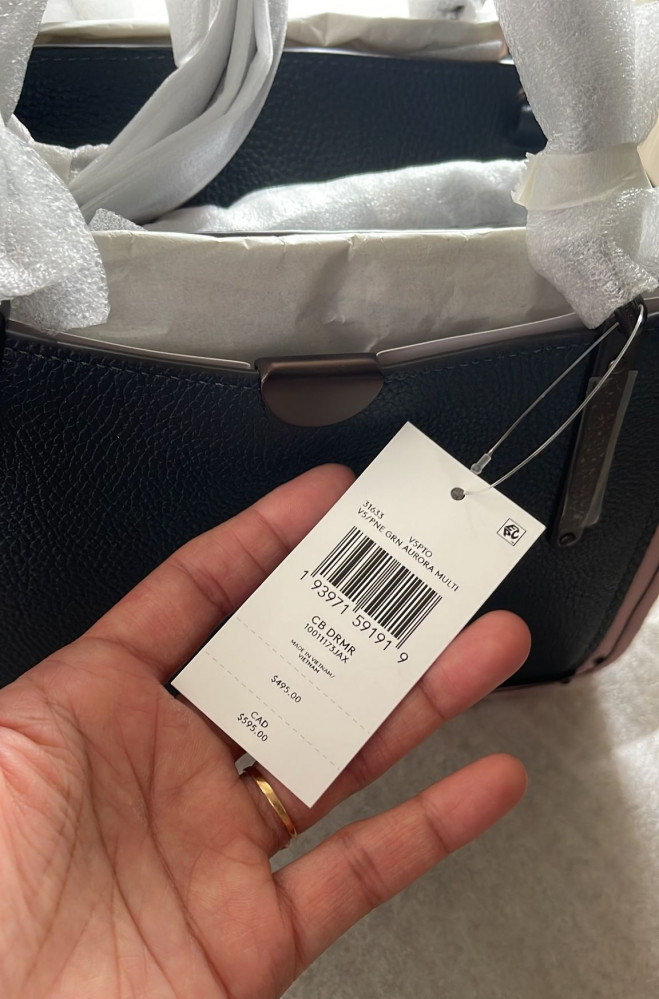 31633 V5PTO
V5/PNE GRN AURORA MULTI
1 93971 59191 9
CB DRMR
10011173JAX
MADE IN VIETNAM/
VIETNAM
$495.00
CAD
$595.00